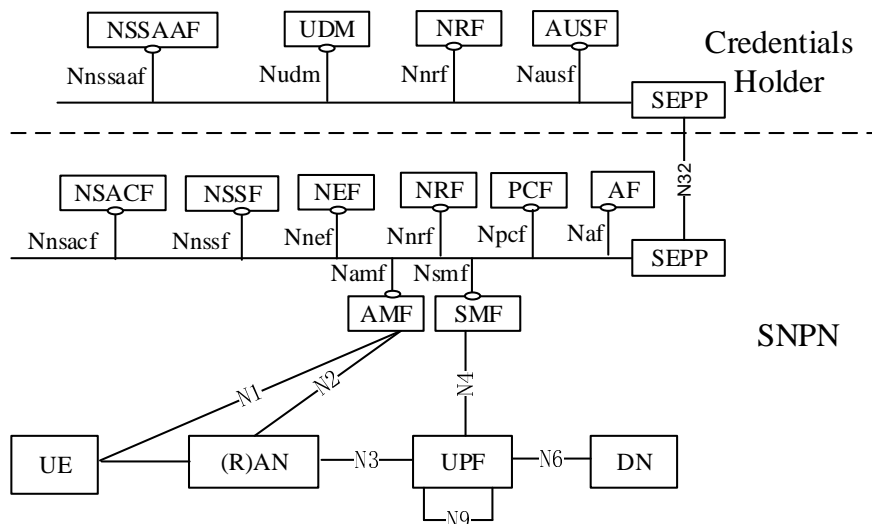 NSSAAF UDM NRF AUSF
Credentials
Holder
Nnssaaf Nudm Nnrf Nausf
SEPP
N32
NSACF NSSF NEF NRF PCF AF
Nnsacf Nnssf Nnef Nnrf Npcf Naf
SEPP
Namf Nsmf
AMF SMF
SNPN
N1 N2 N4
UE (R)AN N3 UPF N6 DN
N9